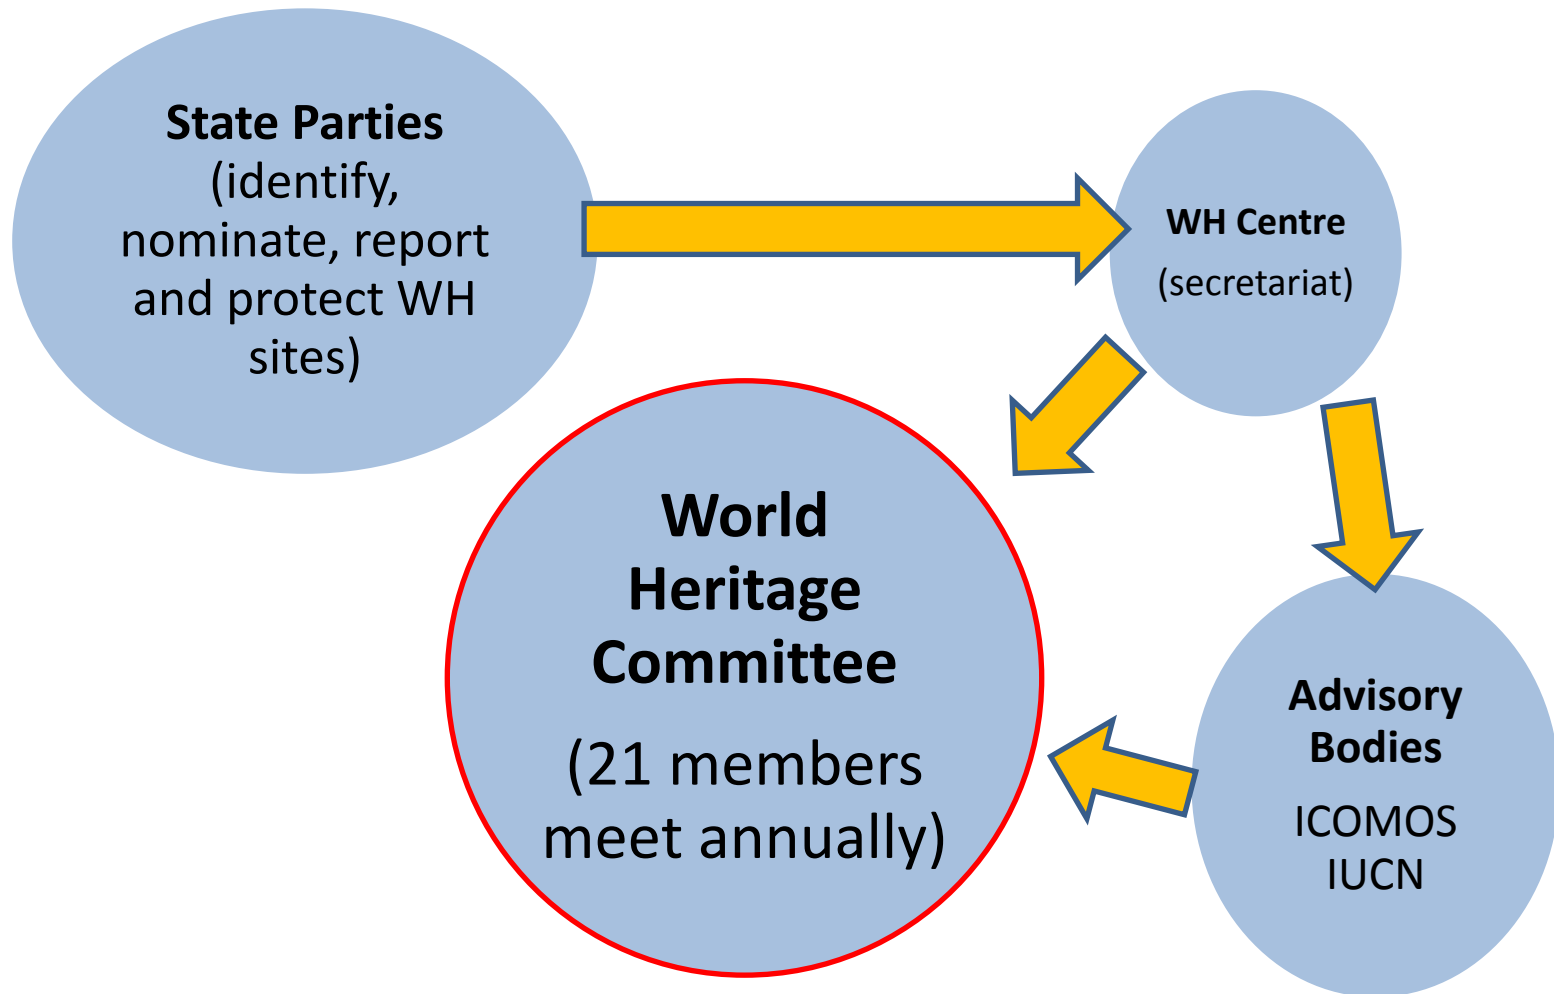 State Parties
(identify,
nominate, report
and protect WH
sites)
WH Centre
(secretariat)
World
Heritage
Committee
(21 members
meet annually)
Advisory
Bodies
ICOMOS
IUCN